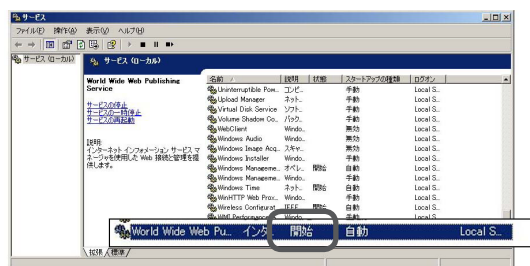 サービス
ファイル(F) 操作(A) 表示(V) ヘルプ(H)
サービス (ローカル)
サービス (ローカル)
World Wide Web Publishing Service
サービスの停止
サービスの一時停止
サービスの再起動
説明:
インターネット インフォメーション サービス マ
ネージャを使用した Web 接続と管理を提
供します。
名前 説明 状態 スタートアップの種類 ログオン
Uninterruptible Pow... コンピ... 手動 Local S...
Upload Manager ネット... 手動 Local S...
Virtual Disk Service ソフト... 手動 Local S...
Volume Shadow Co... バック... 手動 Local S...
WebClient Windo... 無効 Local S...
Windows Audio Windo... 無効 Local S...
Windows Image Acq... スキャ... 無効 Local S...
Windows Installer Windo... 手動 Local S...
Windows Manageme... オペレ... 開始 自動 Local S...
Windows Manageme... Windo... 手動 Local S...
Windows Time ネット... 開始 自動 Local S...
WinHTTP Web Prox... Windo... 手動 Local S...
Wireless Configurat... IEEE... 開始 自動 Local S...
WMI Performance Windo... 手動 Local S...
World Wide Web Pu... インタ... 開始 自動 Local S...
拡張 標準